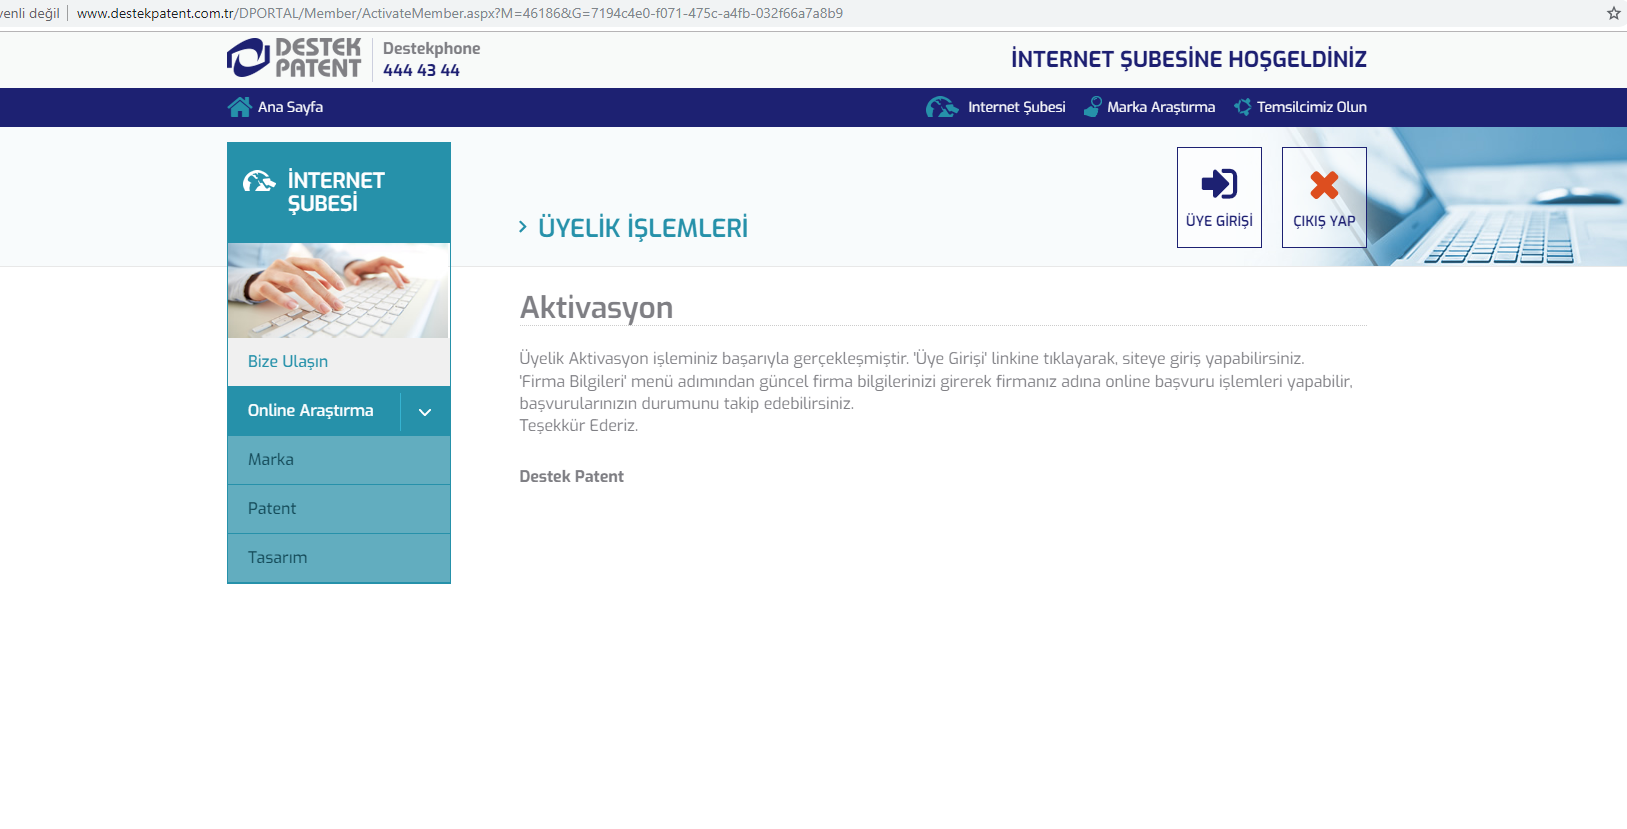 değil
www.destekpatent.com.tr/DPORTAL/Member/ActivateMember.aspx?M=46186&G=7194c4e0-f071-475c-a4fb-032f66a7a8b9
DESTEK
PATENT
Destekphone
444 43 44
İNTERNET ŞUBESİNE HOŞGELDİNİZ
Ana Sayfa
Internet Şubesi
Marka Araştırma
Temsilcimiz Olun
İNTERNET
ŞUBESİ
ÜYELİK İŞLEMLERİ
ÜYE GİRİŞİ
ÇIKIŞ YAP
Bize Ulaşın
Online Araştırma
Marka
Patent
Tasarım
Aktivasyon
Üyelik Aktivasyon işleminiz başarıyla gerçekleşmiştir. 'Üye Girişi' linkine tıklayarak, siteye giriş yapabilirsiniz.
'Firma Bilgileri' menü adımından güncel firma bilgilerinizi girerek firmanız adına online başvuru işlemleri yapabilir,
başvurularınızın durumunu takip edebilirsiniz.
Teşekkür Ederiz.
Destek Patent